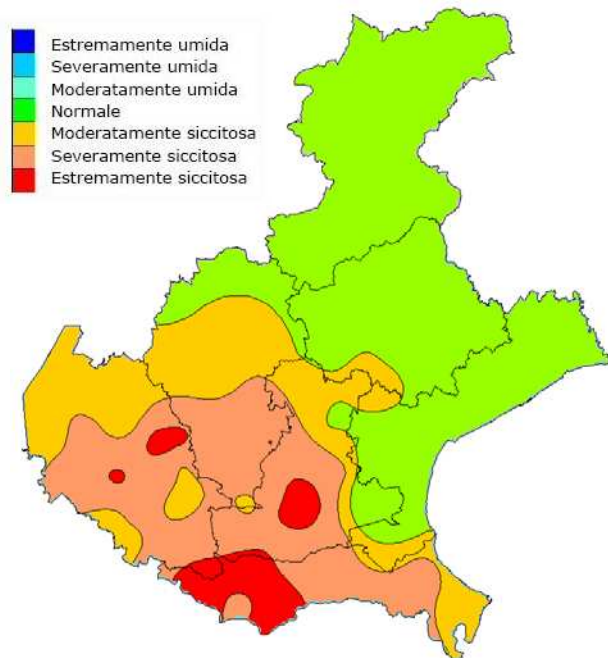 Estremamente umida
Severamente umida
Moderatamente umida
Normale
Moderatamente siccitosa
Severamente siccitosa
Estremamente siccitosa